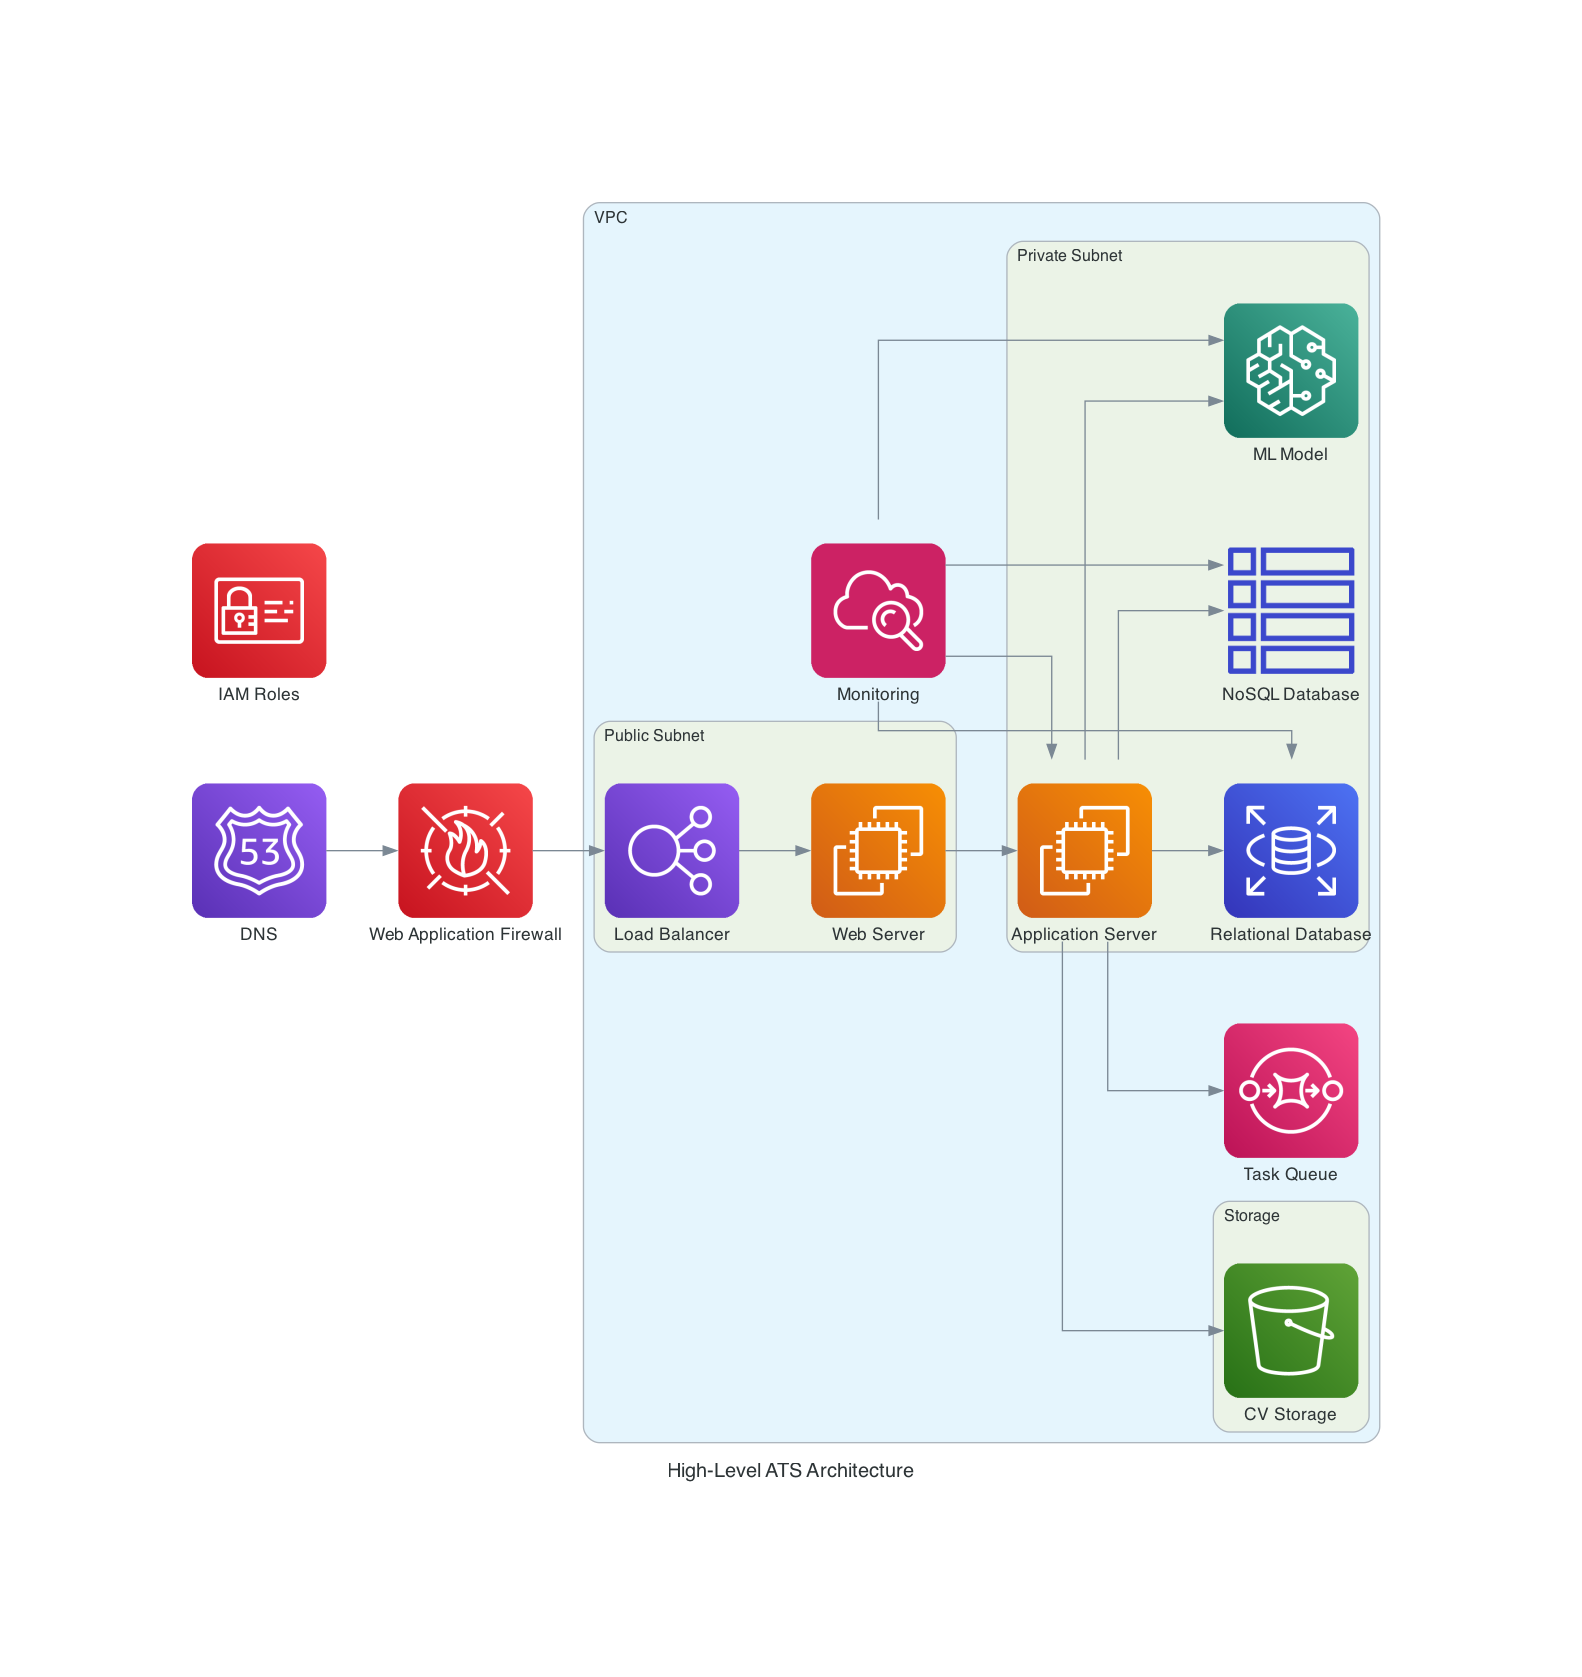 VPC
Private Subnet
ML Model
IAM Roles
Monitoring
NoSQL Database
Public Subnet
53
DNS
Web Application Firewall
Load Balancer
Web Server
Application Server
Relational Database
Task Queue
Storage
CV Storage
High-Level ATS Architecture